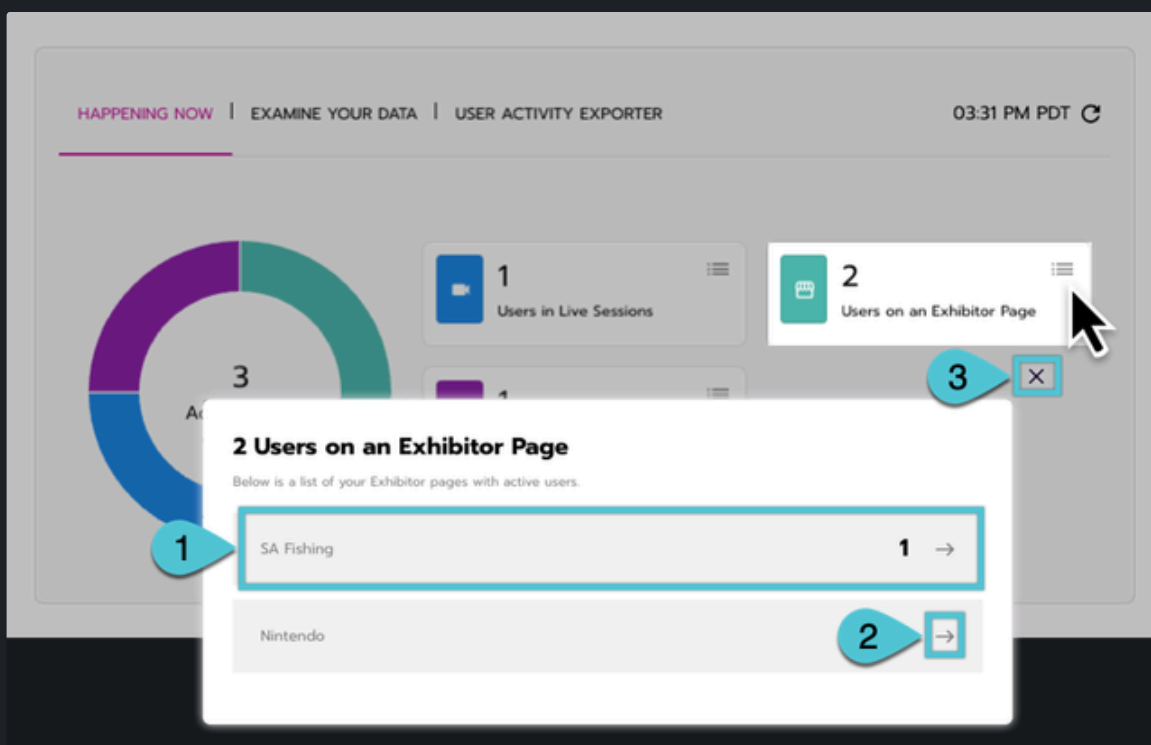 HAPPENING NOW | EXAMINE YOUR DATA | USER ACTIVITY EXPORTER 03:31 PM PDT
1
Users in Live Sessions
2
Users on an Exhibitor Page
3
3
2 Users on an Exhibitor Page
Below is a list of your Exhibitor pages with active users.
1
SA Fishing 1
Nintendo
2